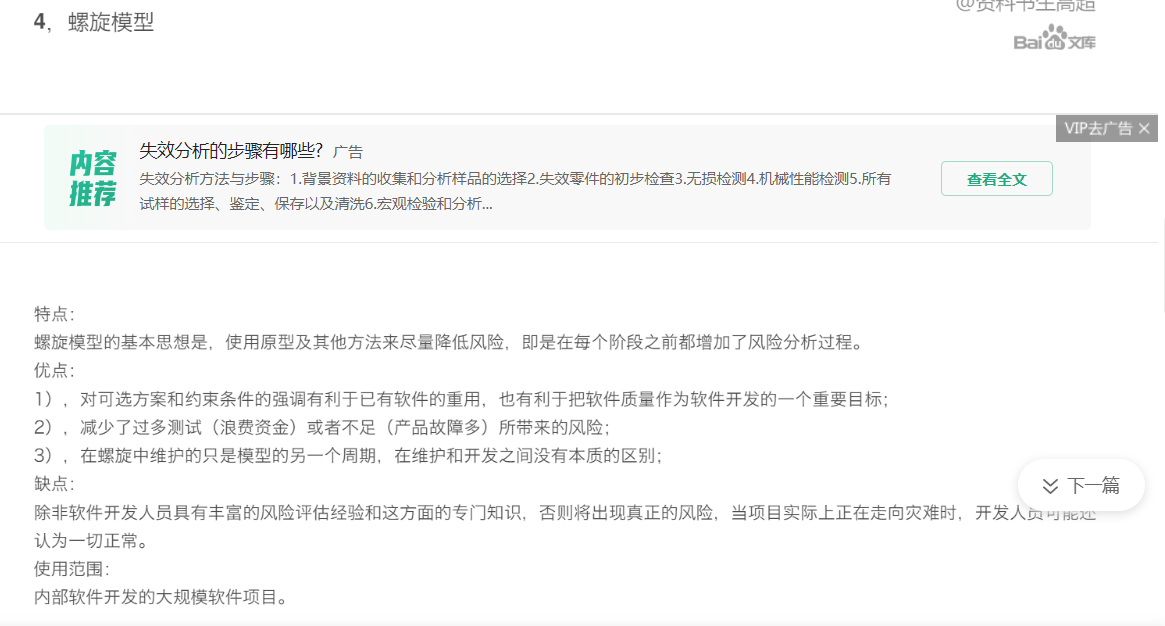 @资料书生高超
4，螺旋模型
Bai du 文库
VIP去广告 ×
内容
推荐
失效分析的步骤有哪些? 广告
失效分析方法与步骤：1.背景资料的收集和分析样品的选择2.失效零件的初步检查3.无损检测4.机械性能检测5.所有
试样的选择、鉴定、保存以及清洗6.宏观检验和分析...
查看全文
特点：
螺旋模型的基本思想是，使用原型及其他方法来尽量降低风险，即是在每个阶段之前都增加了风险分析过程。
优点：
1），对可选方案和约束条件的强调有利于已有软件的重用，也有利于把软件质量作为软件开发的一个重要目标；
2），减少了过多测试（浪费资金）或者不足（产品故障多）所带来的风险；
3），在螺旋中维护的只是模型的另一个周期，在维护和开发之间没有本质的区别；
缺点：
下一篇
除非软件开发人员具有丰富的风险评估经验和这方面的专门知识，否则将出现真正的风险，当项目实际上正在走向灾难时，开发人员可能还
认为一切正常。
使用范围：
内部软件开发的大规模软件项目。